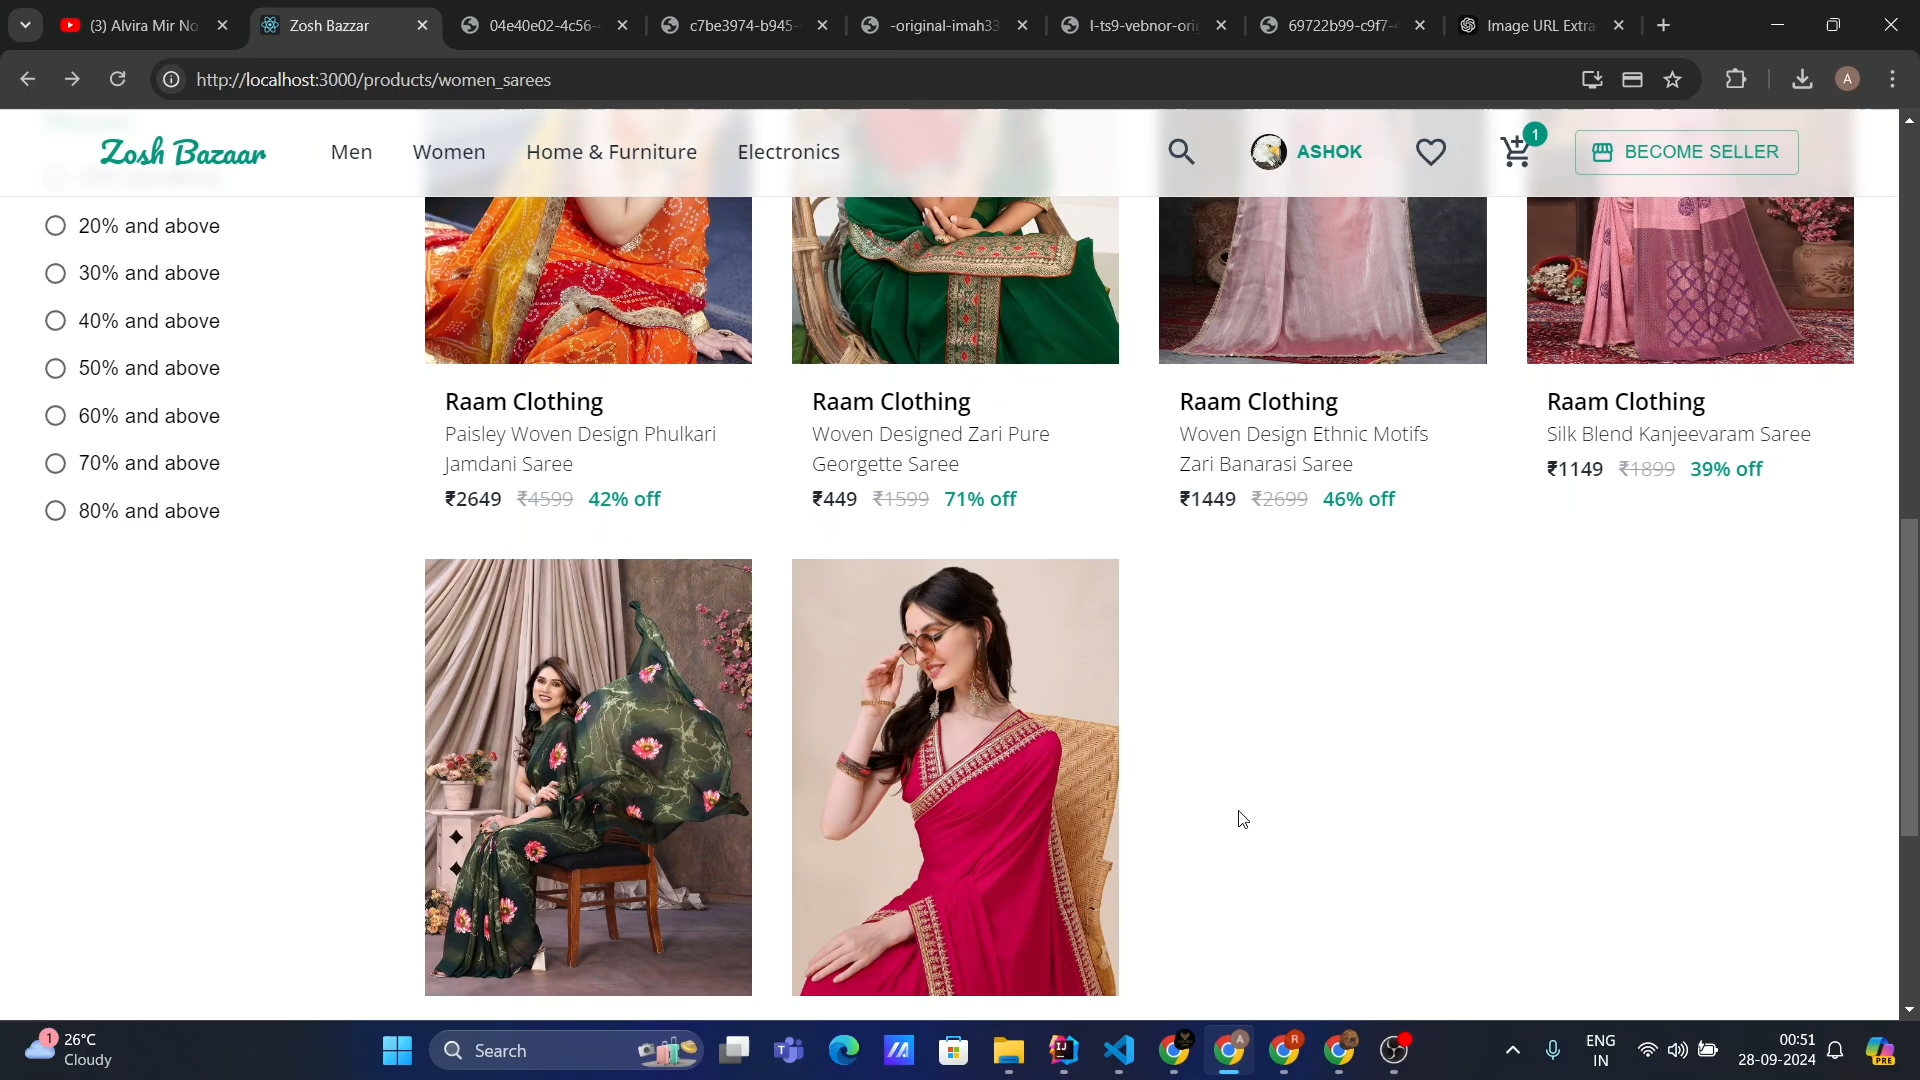 (3) Alvira Mir No
Zosh Bazzar
04e40e02-4c56-
c7be3974-b945-
-original-imah33
l-ts9-vebnor-ori
69722b99-c9f7-
Image URL Extra
http://localhost:3000/products/women_sarees
A
Zosh Bazaar
Men
Women
Home & Furniture
Electronics
ASHOK
1
BECOME SELLER
20% and above
30% and above
40% and above
50% and above
60% and above
70% and above
80% and above
Raam Clothing
Paisley Woven Design Phulkari
Jamdani Saree
₹2649 ₹4599 42% off
Raam Clothing
Woven Designed Zari Pure
Georgette Saree
₹449 ₹1599 71% off
Raam Clothing
Woven Design Ethnic Motifs
Zari Banarasi Saree
₹1449 ₹2699 46% off
Raam Clothing
Silk Blend Kanjeevaram Saree
₹1149 ₹1899 39% off
1
26°C
Cloudy
Search
A
R
ENG
IN
00:51
28-09-2024
PRE